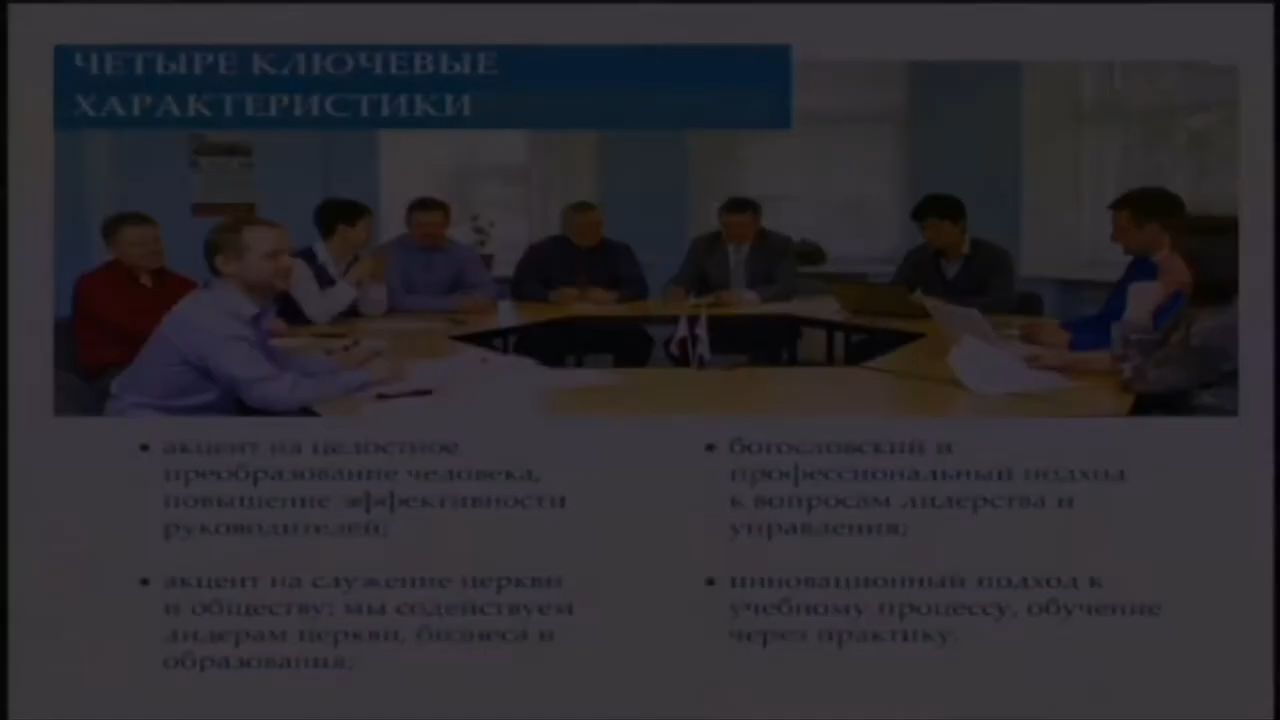 ЧЕТЫРЕ КЛЮЧЕВЫЕ
ХАРАКТЕРИСТИКИ
• акцент на целостное
преобразование человека,
повышение эффективности
руководителей;
• акцент на служение церкви
и обществу: мы содействуем
лидерам церкви, бизнеса и
образования;
• богословский и
профессиональный подход
к вопросам лидерства и
управления;
• инновационный подход к
учебному процессу, обучение
через практику.